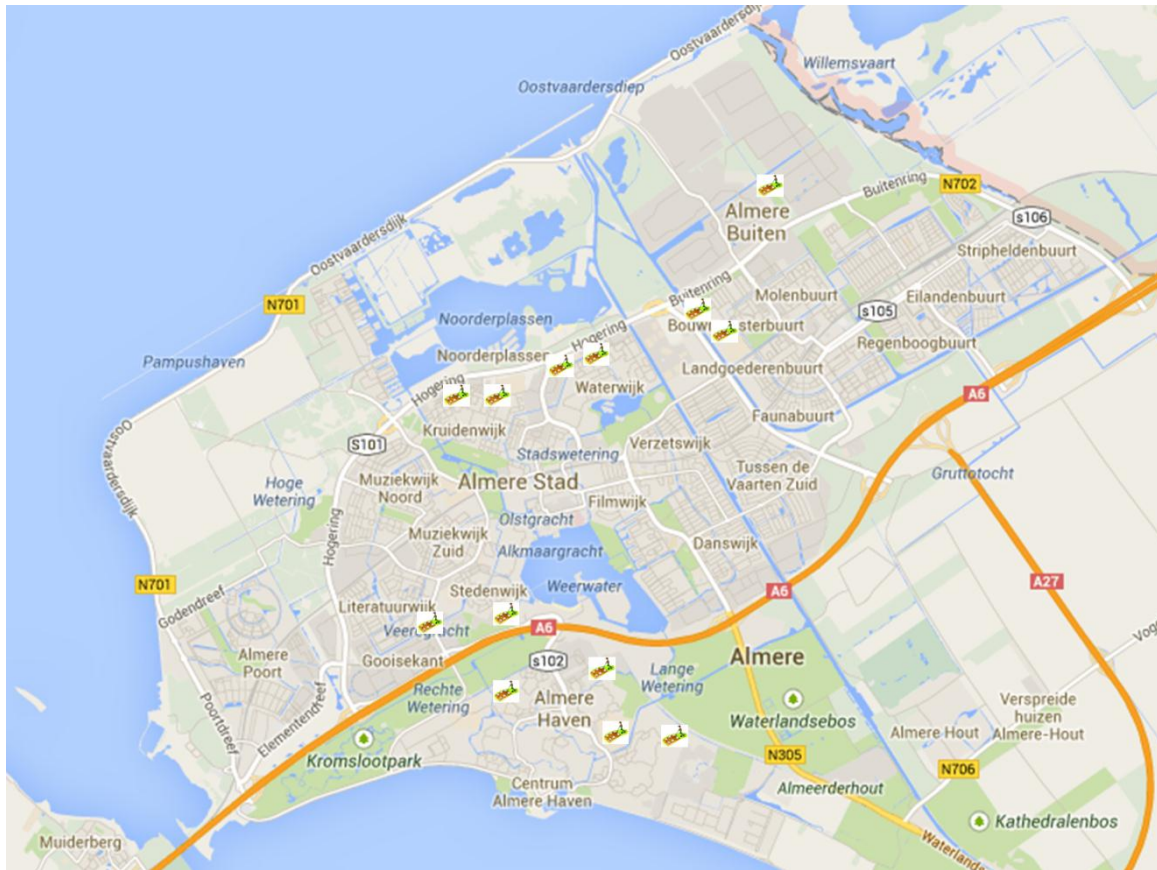 Oostvaardersdijk
Willemsvaart
Oostvaardersdiep
Buitenring
N702
Almere
Buiten
s106
Oostvaardersdijk
Stripheldenbuurt
N701
Buitenring
Molenbuurt
Eilandenbuurt
s105
Noorderplassen
Bouw
sterbuurt
Regenboogbuurt
Hogering
Pampushaven
Noorderplassen
Landgoederenbuurt
Hogering
Waterwijk
A6
Oostvaardersdijk
Kruidenwijk
Faunabuurt
S101
Verzetswijk
Stadswetering
Hoge
Wetering
Muziekwijk
Noord
Almere Stad
Tussen de
Vaarten Zuid
Gruttotocht
Filmwijk
Olstgracht
Hogering
Muziekwijk
Zuid
Alkmaargracht
Danswijk
N701
Godendreef
Stedenwijk
Weerwater
A6
A27
Literatuurwijk
A6
Almere
Poort
Gooisekant
s102
Lange
Wetering
Almere
Rechte
Wetering
Almere
Haven
Waterlandsebos
Verspreide
huizen
Almere-Hout
Poortdreef
Elementendreef
Almere Hout
Kromslootpark
N305
N706
Centrum
Almere Haven
Almeerderhout
Muiderberg
Kathedralenbos